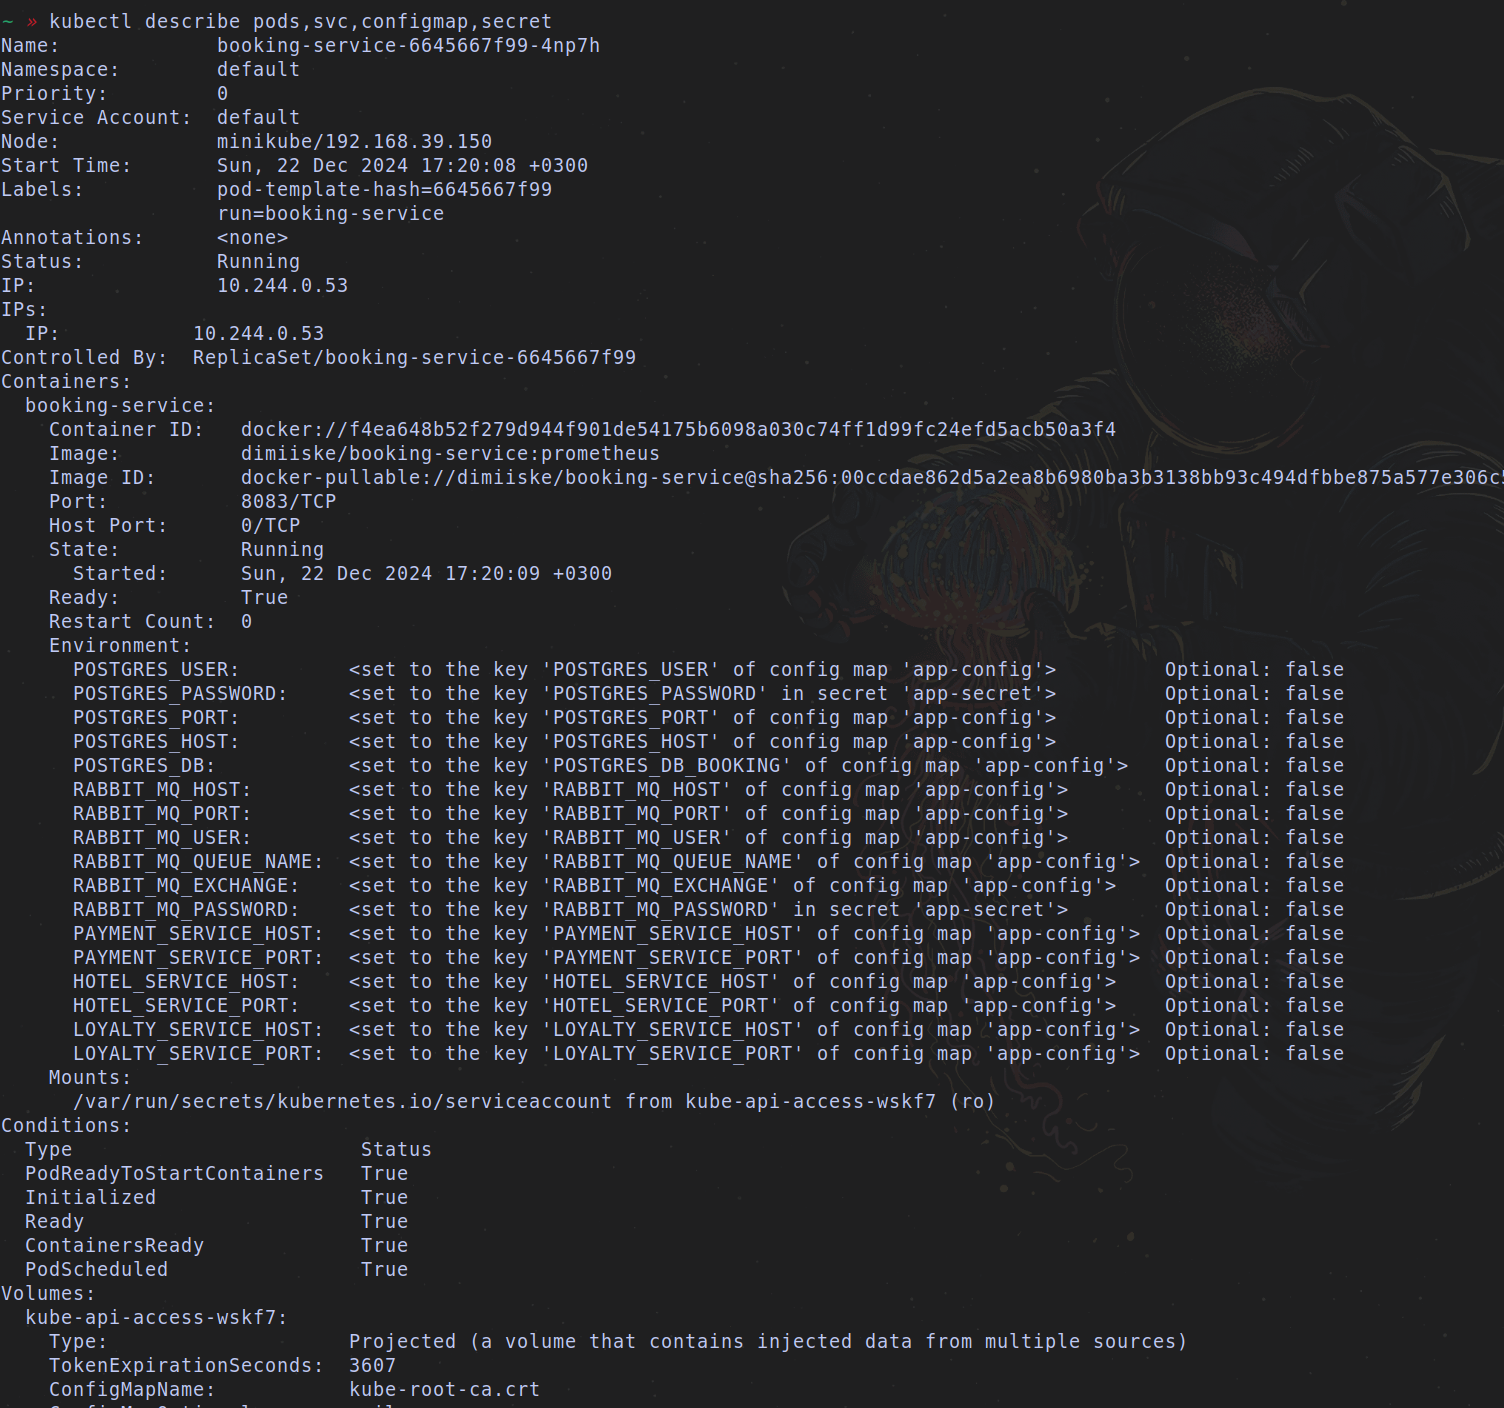 ~ » kubectl describe pods,svc,configmap,secret
Name:             booking-service-6645667f99-4np7h
Namespace:        default
Priority:         0
Service Account:  default
Node:             minikube/192.168.39.150
Start Time:       Sun, 22 Dec 2024 17:20:08 +0300
Labels:           pod-template-hash=6645667f99
                  run=booking-service
Annotations:      <none>
Status:           Running
IP:               10.244.0.53
IPs:
  IP:           10.244.0.53
Controlled By:  ReplicaSet/booking-service-6645667f99
Containers:
  booking-service:
    Container ID:   docker://f4ea648b52f279d944f901de54175b6098a030c74ff1d99fc24efd5acb50a3f4
    Image:          dimiiske/booking-service:prometheus
    Image ID:       docker-pullable://dimiiske/booking-service@sha256:00ccdae862d5a2ea8b6980ba3b3138bb93c494dfbbe875a577e306c5
    Port:           8083/TCP
    Host Port:      0/TCP
    State:          Running
      Started:      Sun, 22 Dec 2024 17:20:09 +0300
    Ready:          True
    Restart Count:  0
    Environment:
      POSTGRES_USER:         <set to the key 'POSTGRES_USER' of config map 'app-config'>         Optional: false
      POSTGRES_PASSWORD:     <set to the key 'POSTGRES_PASSWORD' in secret 'app-secret'>         Optional: false
      POSTGRES_PORT:         <set to the key 'POSTGRES_PORT' of config map 'app-config'>         Optional: false
      POSTGRES_HOST:         <set to the key 'POSTGRES_HOST' of config map 'app-config'>         Optional: false
      POSTGRES_DB:           <set to the key 'POSTGRES_DB_BOOKING' of config map 'app-config'>   Optional: false
      RABBIT_MQ_HOST:        <set to the key 'RABBIT_MQ_HOST' of config map 'app-config'>        Optional: false
      RABBIT_MQ_PORT:        <set to the key 'RABBIT_MQ_PORT' of config map 'app-config'>        Optional: false
      RABBIT_MQ_USER:        <set to the key 'RABBIT_MQ_USER' of config map 'app-config'>        Optional: false
      RABBIT_MQ_QUEUE_NAME:  <set to the key 'RABBIT_MQ_QUEUE_NAME' of config map 'app-config'>  Optional: false
      RABBIT_MQ_EXCHANGE:    <set to the key 'RABBIT_MQ_EXCHANGE' of config map 'app-config'>    Optional: false
      RABBIT_MQ_PASSWORD:    <set to the key 'RABBIT_MQ_PASSWORD' in secret 'app-secret'>        Optional: false
      PAYMENT_SERVICE_HOST:  <set to the key 'PAYMENT_SERVICE_HOST' of config map 'app-config'>  Optional: false
      PAYMENT_SERVICE_PORT:  <set to the key 'PAYMENT_SERVICE_PORT' of config map 'app-config'>  Optional: false
      HOTEL_SERVICE_HOST:    <set to the key 'HOTEL_SERVICE_HOST' of config map 'app-config'>    Optional: false
      HOTEL_SERVICE_PORT:    <set to the key 'HOTEL_SERVICE_PORT' of config map 'app-config'>    Optional: false
      LOYALTY_SERVICE_HOST:  <set to the key 'LOYALTY_SERVICE_HOST' of config map 'app-config'>  Optional: false
      LOYALTY_SERVICE_PORT:  <set to the key 'LOYALTY_SERVICE_PORT' of config map 'app-config'>  Optional: false
    Mounts:
      /var/run/secrets/kubernetes.io/serviceaccount from kube-api-access-wskf7 (ro)
Conditions:
  Type                        Status
  PodReadyToStartContainers   True
  Initialized                 True
  Ready                       True
  ContainersReady             True
  PodScheduled                True
Volumes:
  kube-api-access-wskf7:
    Type:                    Projected (a volume that contains injected data from multiple sources)
    TokenExpirationSeconds:  3607
    ConfigMapName:           kube-root-ca.crt